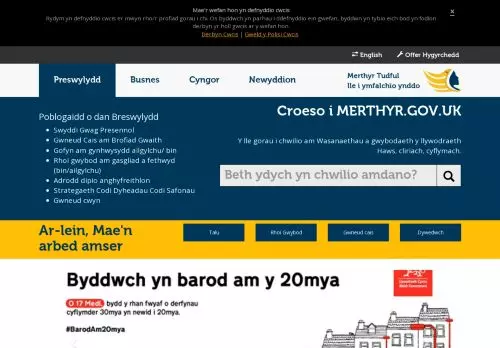 Mae'r wefan hon yn defnyddio cwcis
Rydym yn defnyddio cwcis er mwyn rhoi'r profiad gorau i chi. Os byddwch yn parhau i ddefnyddio ein gwefan, byddwn yn tybio eich bod yn fodlon
derbyn yr holl gwcis ar y wefan hon.
Derbyn Cwcis | Gweld y Polisi Cwcis
x
English
Offer Hygyrchedd
Preswylydd
Busnes
Cyngor
Newyddion
Merthyr Tudful
lle i ymfalchïo ynddo
Poblogaidd o dan Breswylydd
Swyddi Gwag Presennol
Gwneud Cais am Brofiad Gwaith
Gofyn am gynhwysydd ailgylchu/ bin
Rhoi gwybod am gasgliad a fethwyd
(bin/ailgylchu)
Adrodd dipio anghyfreithlon
Strategaeth Codi Dyheadau Codi Safonau
Gwneud cwyn
Croeso i MERTHYR.GOV.UK
Y lle gorau i chwilio am Wasanaethau a gwybodaeth y llywodraeth
Haws, cliriach, cyflymach.
Beth ydych yn chwilio amdano?
Ar-lein, Mae'n
arbed amser
Talu
Rhoi Gwybod
Gwneud cais
Dywedwch
Byddwch yn barod am y 20mya
O 17 Medi, bydd y rhan fwyaf o derfynau
cyflymder 30mya yn newid i 20mya.
#BarodAm20mya